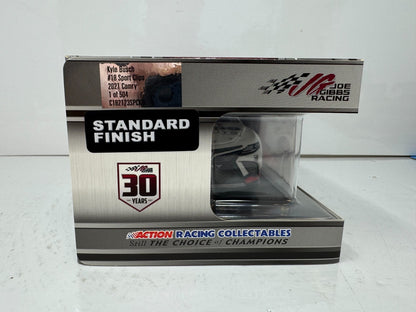 Kyle Busch
#18 Sport Clips
2021 Camry
1 of 504
JOE
GIBBS
RACING
STANDARD
FINISH
30
YEARS
ACTION RACING COLLECTABLES
Still THE CHOICE of CHAMPIONS